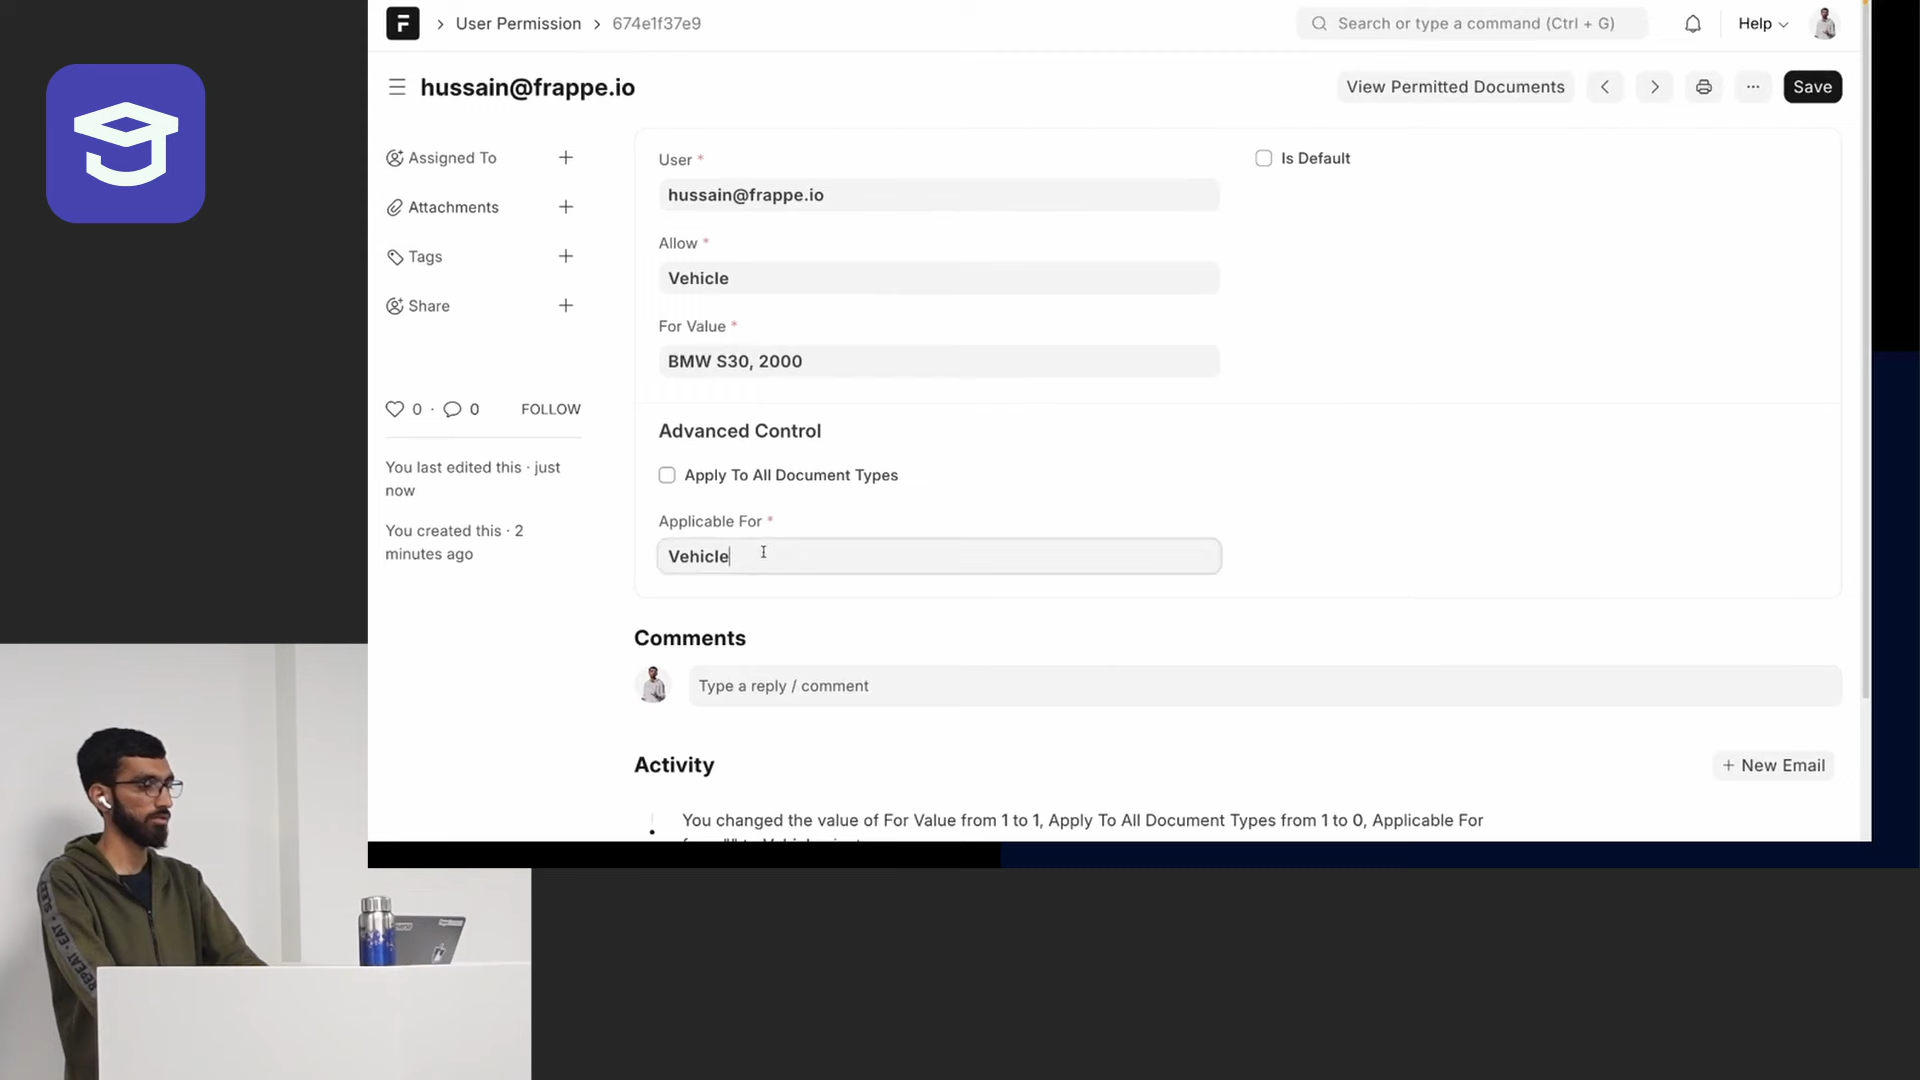 User Permission
674e1f37e9
Search or type a command (Ctrl + G)
Help
hussain@frappe.io
View Permitted Documents
Save
Assigned To
Attachments
Tags
Share
0 · 0
FOLLOW
You last edited this · just
now
You created this · 2
minutes ago
User *
hussain@frappe.io
Is Default
Allow *
Vehicle
For Value *
BMW S30, 2000
Advanced Control
Apply To All Document Types
Applicable For *
Vehicle
Comments
Type a reply / comment
Activity
+ New Email
You changed the value of For Value from 1 to 1, Apply To All Document Types from 1 to 0, Applicable For
EAT
REPEAT